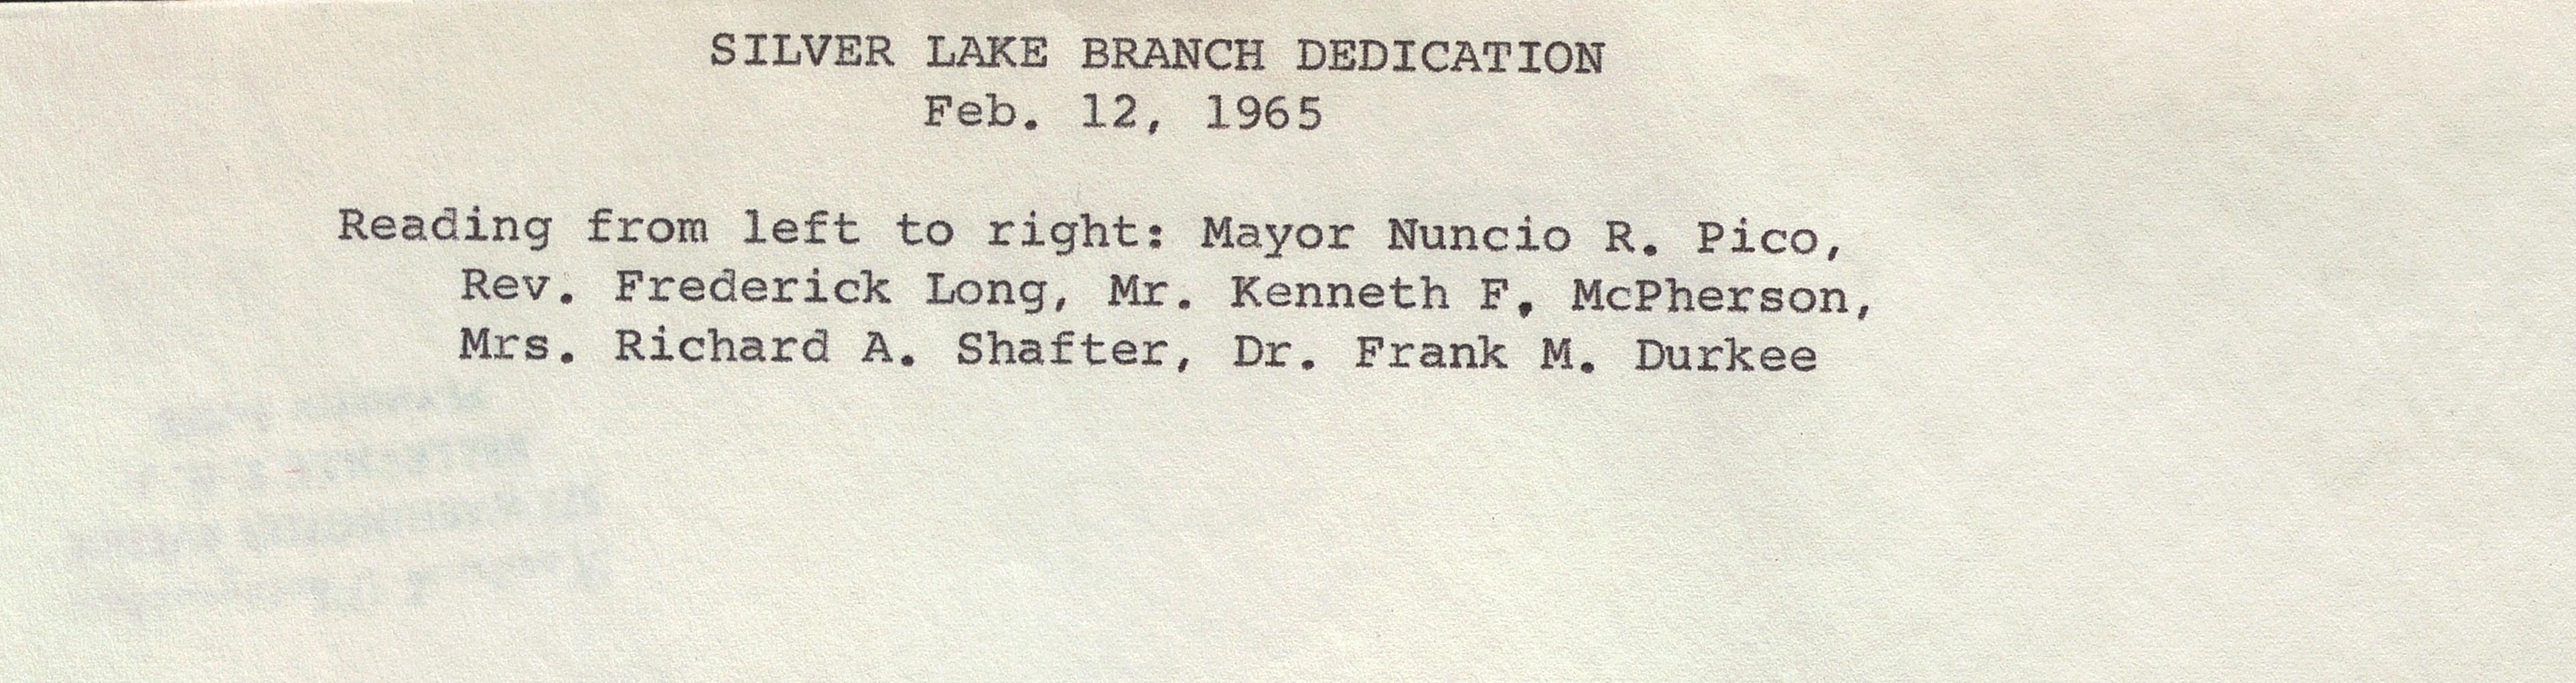 SILVER LAKE BRANCH DEDICATION
Feb. 12, 1965
Reading from left to right: Mayor Nuncio R. Pico,
Rev. Frederick Long, Mr. Kenneth F. McPherson,
Mrs. Richard A. Shafter, Dr. Frank M. Durkee